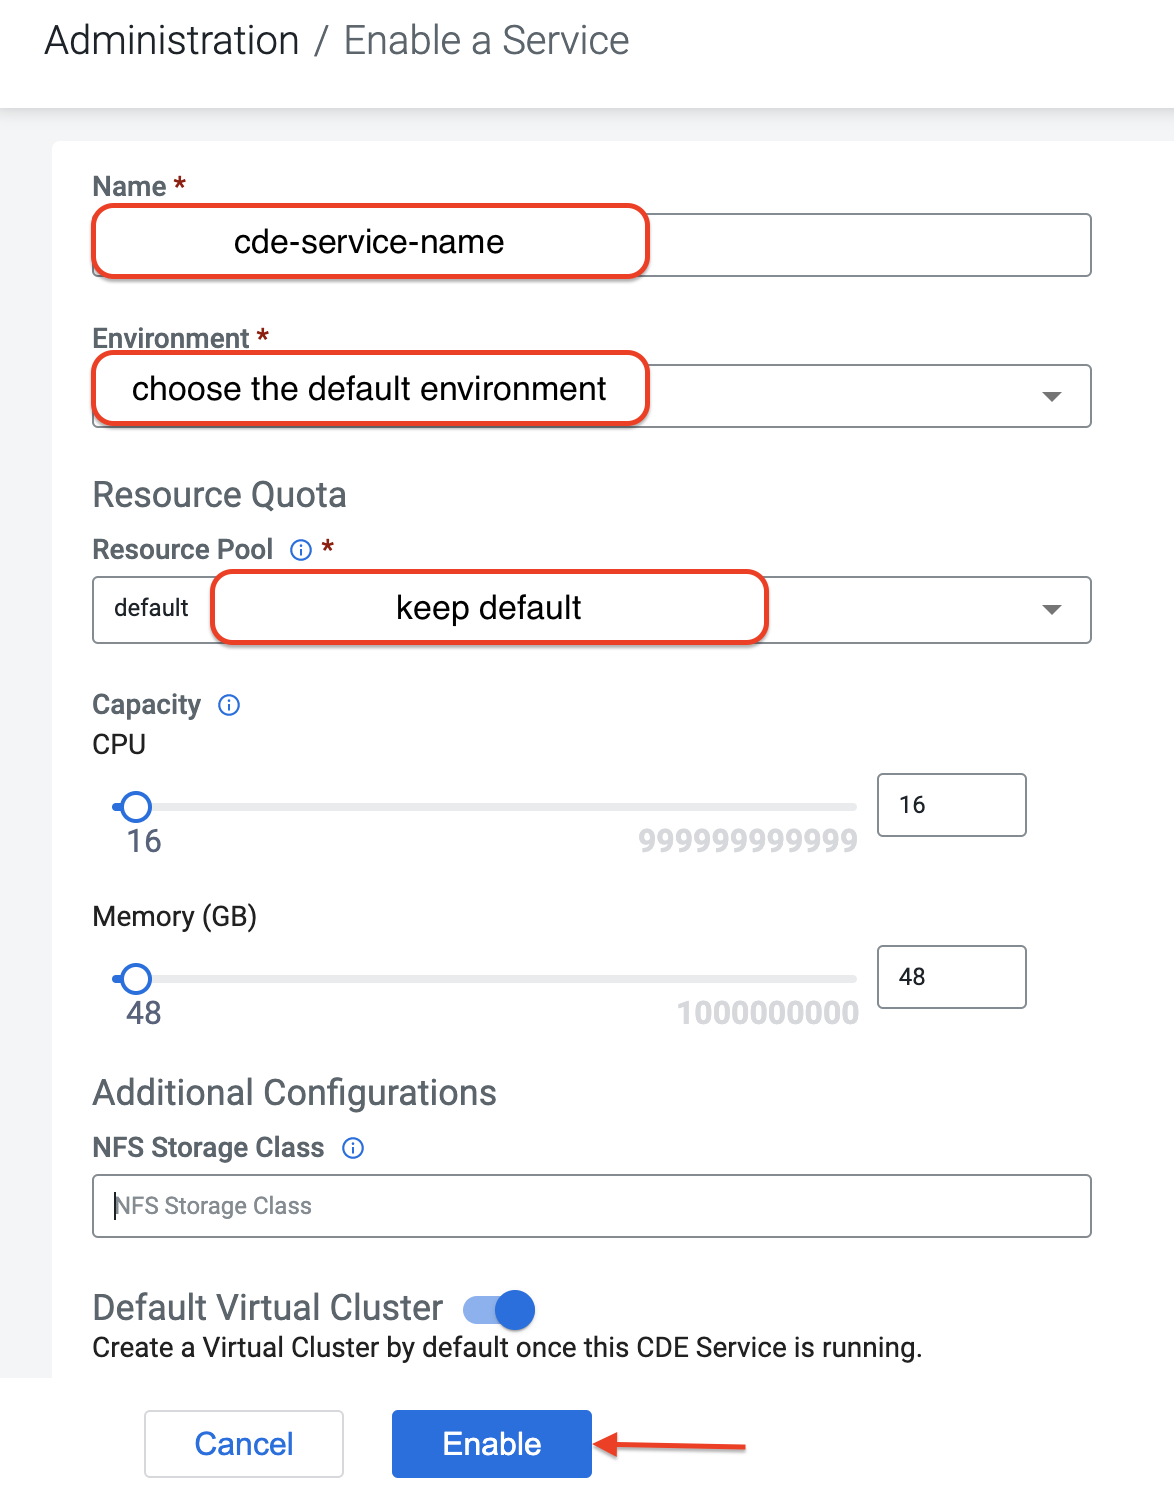 Administration / Enable a Service
Name *
cde-service-name
Environment *
choose the default environment
Resource Quota
Resource Pool *
default
keep default
Capacity
CPU
16
16
999999999999
Memory (GB)
48
48
1000000000
Additional Configurations
NFS Storage Class
NFS Storage Class
Default Virtual Cluster
Create a Virtual Cluster by default once this CDE Service is running.
Cancel
Enable